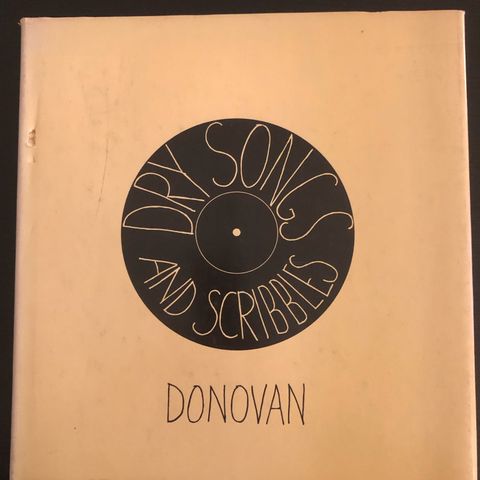 DRY SONGS
AND SCRIBBLES
DONOVAN